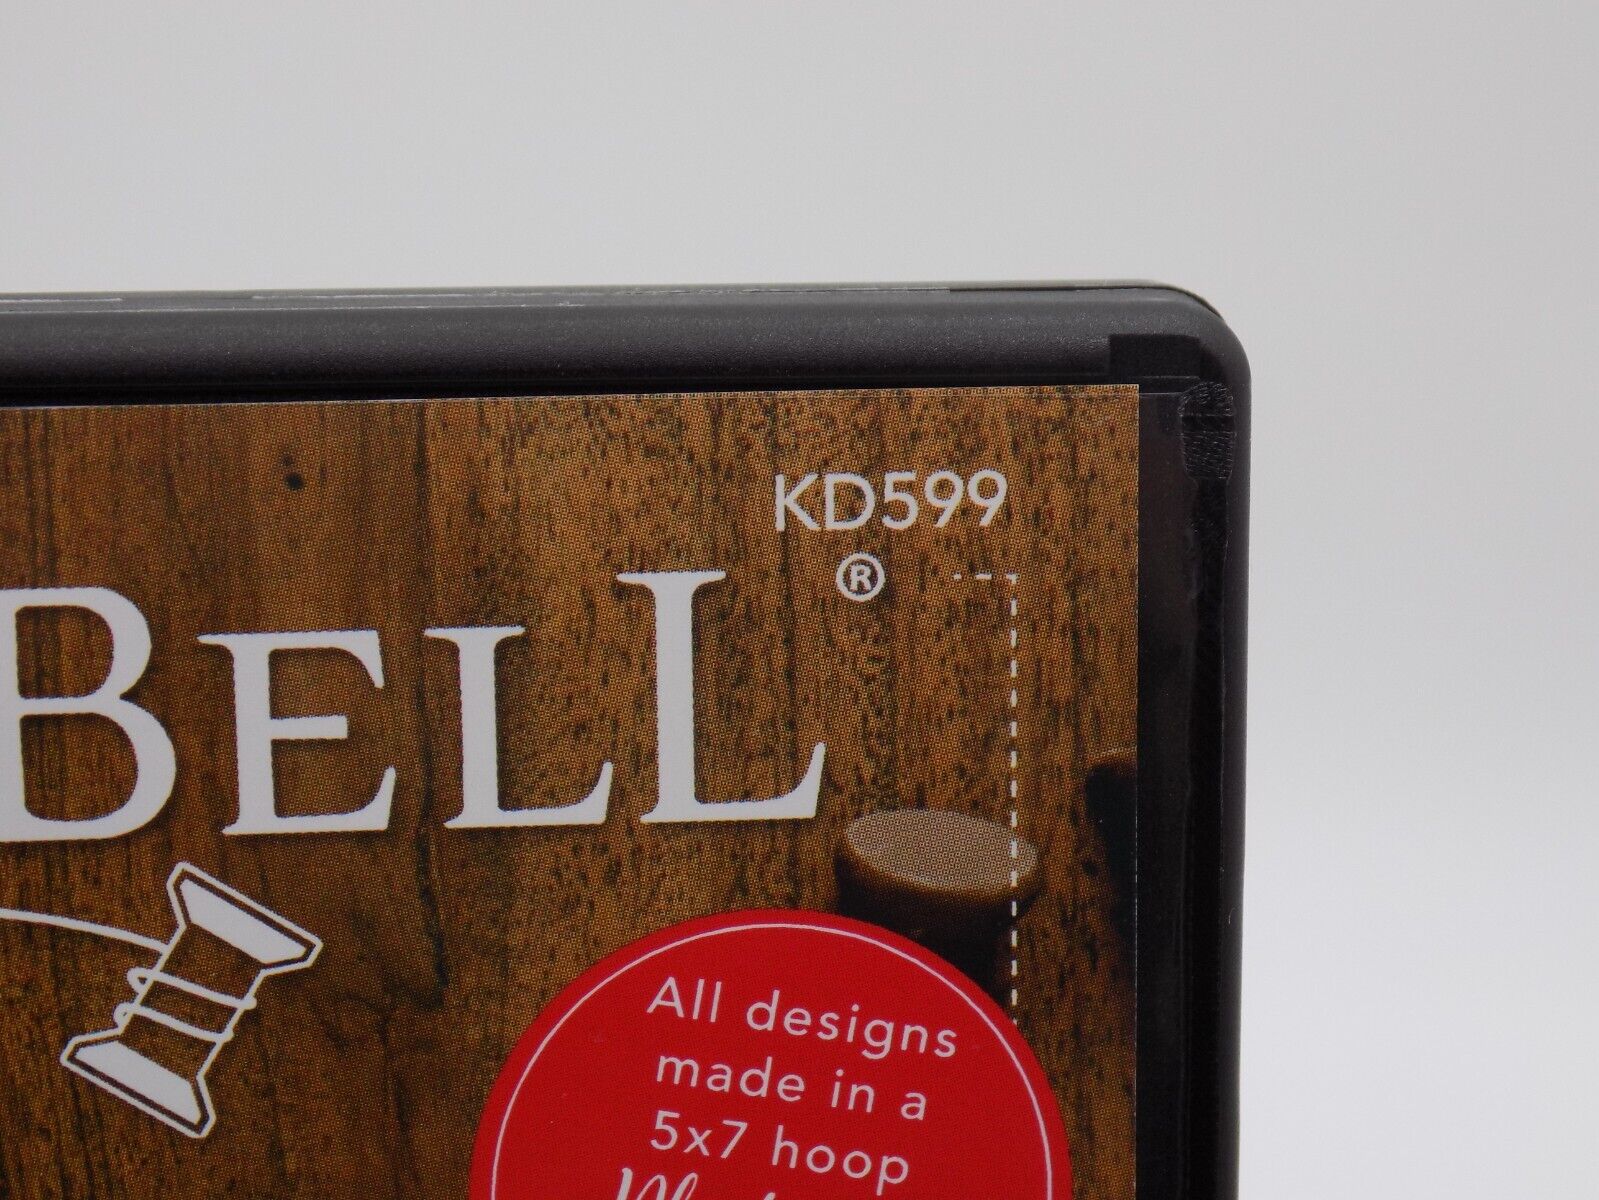 KD599
BELL®
All designs
made in a
5x7 hoop